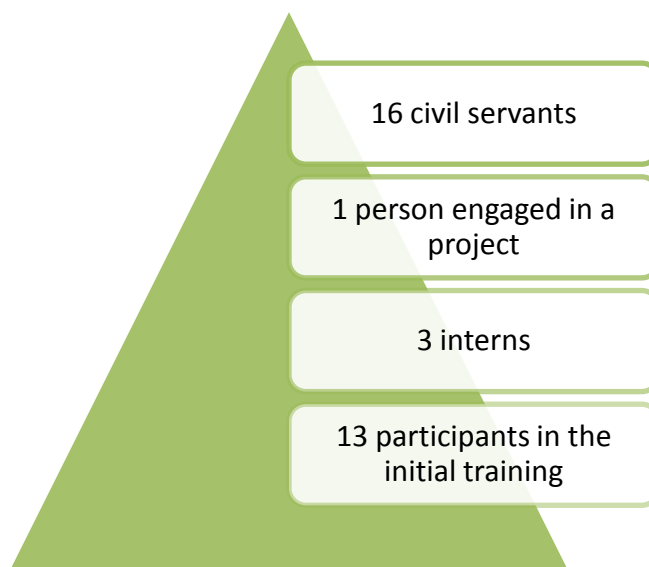 16 civil servants
1 person engaged in a
project
3 interns
13 participants in the
initial training